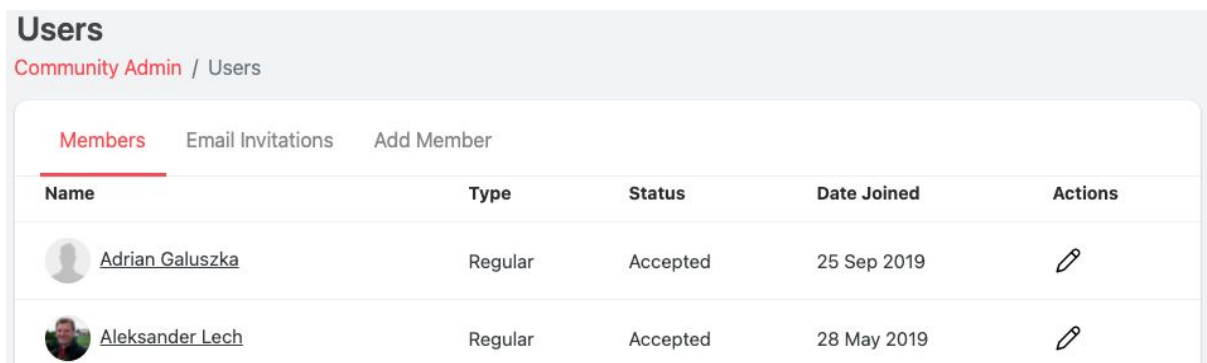 Users
Community Admin / Users
Members Email Invitations Add Member
Name Type Status Date Joined Actions
Adrian Galuszka Regular Accepted 25 Sep 2019
Aleksander Lech Regular Accepted 28 May 2019